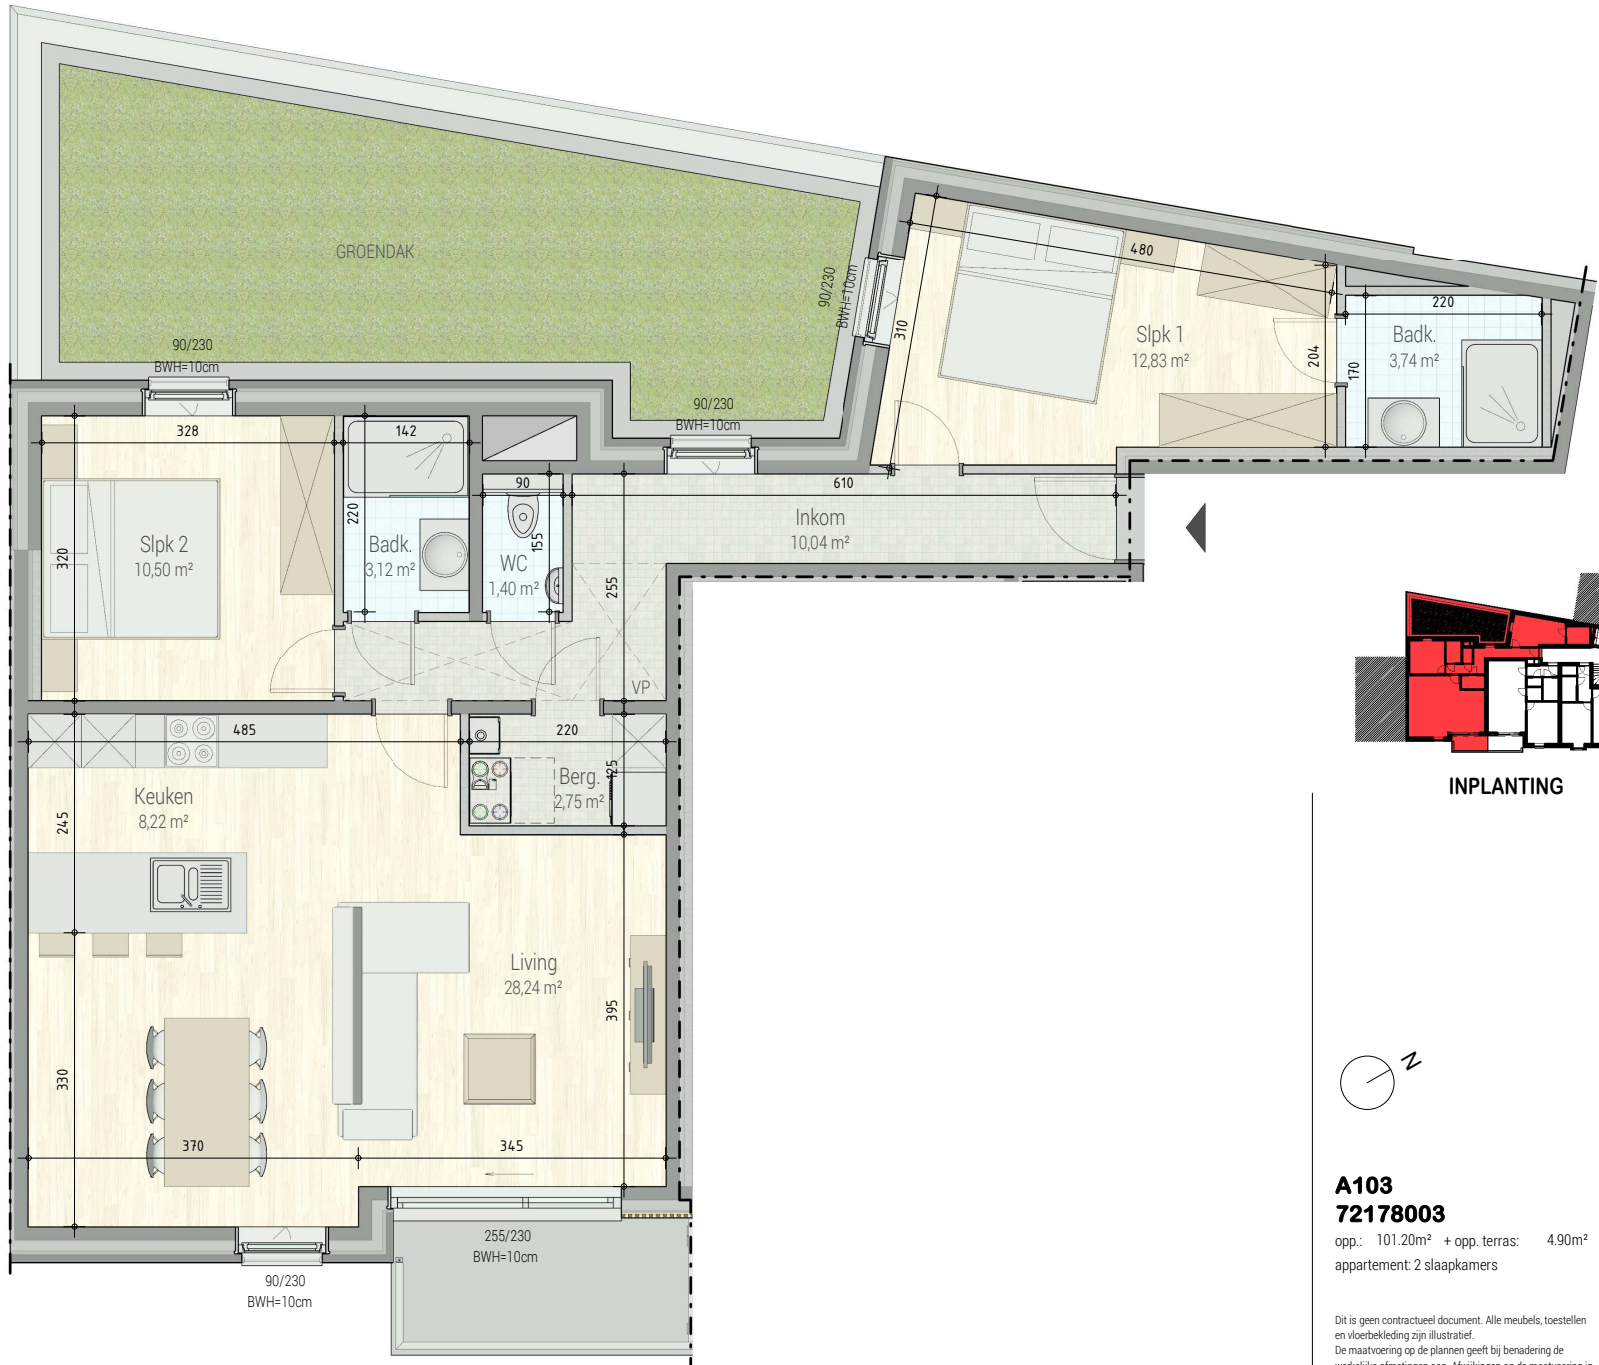 GROENDAK
90/230
BWH=10cm
480
310
Slpk 1
12,83 m²
204
170
220
Badk.
3,74 m²
90/230
BWH=10cm
90/230
BWH=10cm
328
142
90
610
320
Slpk 2
10,50 m²
220
Badk.
3,12 m²
155
WC
1,40 m²
Inkom
10,04 m²
255
VP
485
220
Keuken
8,22 m²
245
Berg.
2,75 m²
125
Living
28,24 m²
395
330
370
345
255/230
BWH=10cm
90/230
BWH=10cm
INPLANTING
N
A103
72178003
opp.: 101.20m² + opp. terras: 4.90m²
appartement: 2 slaapkamers
Dit is geen contractueel document. Alle meubels, toestellen
en vloerbekleding zijn illustratief.
De maatvoering op de plannen geeft bij benadering de